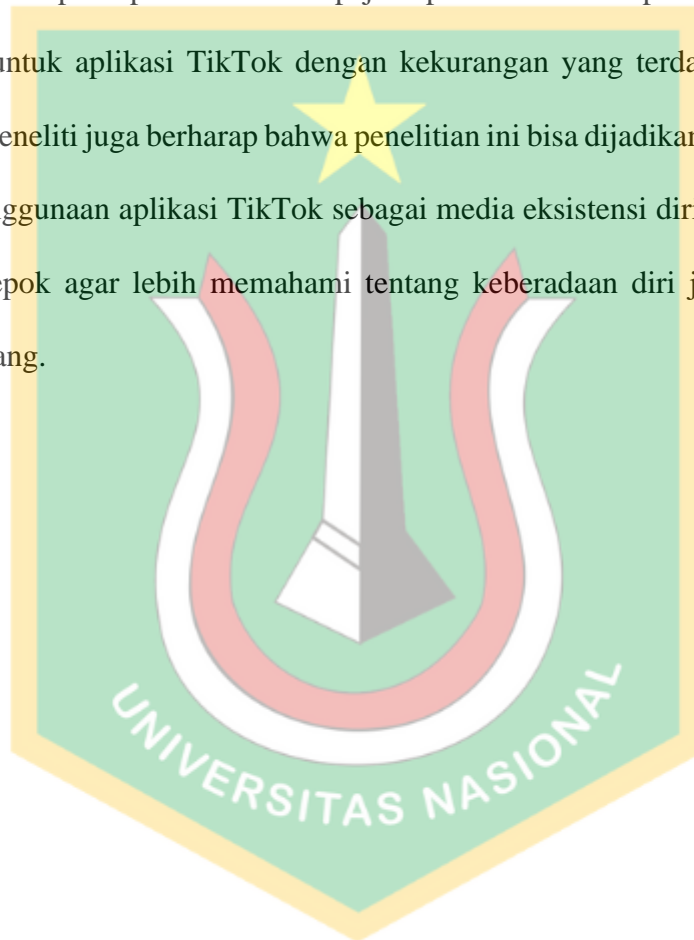 untuk aplikasi TikTok dengan kekurangan yang terda
eneliti juga berharap bahwa penelitian ini bisa dijadikan
ggunaan aplikasi TikTok sebagai media eksistensi diri
epok agar lebih memahami tentang keberadaan diri j
ang.
UNIVERSITAS NASIONAL